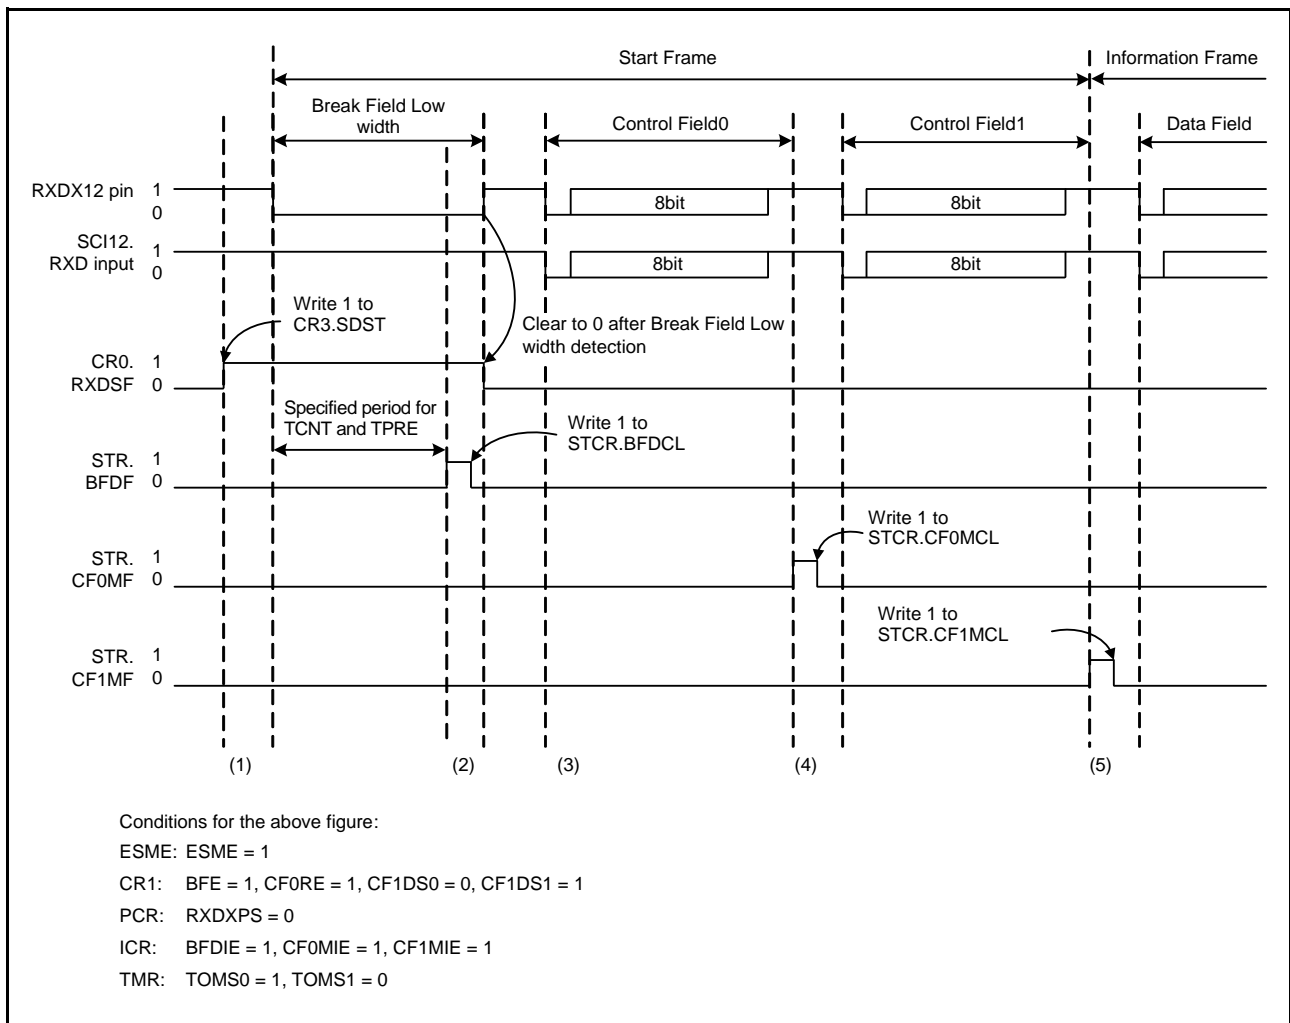 Start Frame
Information Frame
Break Field Low
width
Control Field0
Control Field1
Data Field
RXDX12 pin 1
0
8bit
8bit
SCI12.
RXD input
1
0
8bit
8bit
Write 1 to
CR3.SDST
Clear to 0 after Break Field Low
width detection
CR0.
RXDSF
1
0
Specified period for
TCNT and TPRE
Write 1 to
STCR.BFDCL
STR.
BFDF
1
0
Write 1 to
STCR.CF0MCL
STR.
CF0MF
1
0
Write 1 to
STCR.CF1MCL
STR.
CF1MF
1
0
(1) (2) (3) (4) (5)
Conditions for the above figure:
ESME: ESME = 1
CR1: BFE = 1, CF0RE = 1, CF1DS0 = 0, CF1DS1 = 1
PCR: RXDXPS = 0
ICR: BFDIE = 1, CF0MIE = 1, CF1MIE = 1
TMR: TOMS0 = 1, TOMS1 = 0